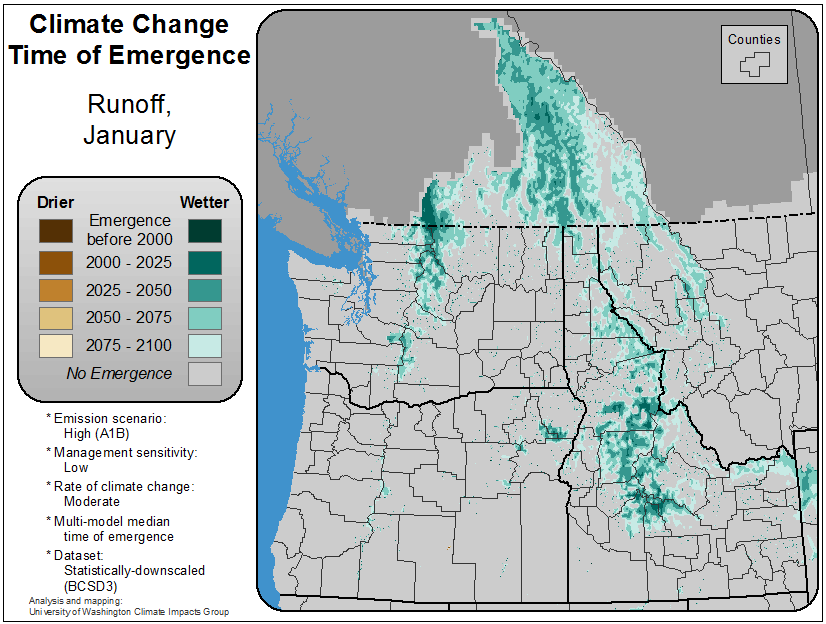 Climate Change
Time of Emergence
Runoff,
January
Counties
Drier
Wetter
Emergence
before 2000
2000 - 2025
2025 - 2050
2050 - 2075
2075 - 2100
No Emergence
* Emission scenario:
High (A1B)
* Management sensitivity:
Low
* Rate of climate change:
Moderate
* Multi-model median
time of emergence
* Dataset:
Statistically-downscaled
(BCSD3)
Analysis and mapping:
University of Washington Climate Impacts Group